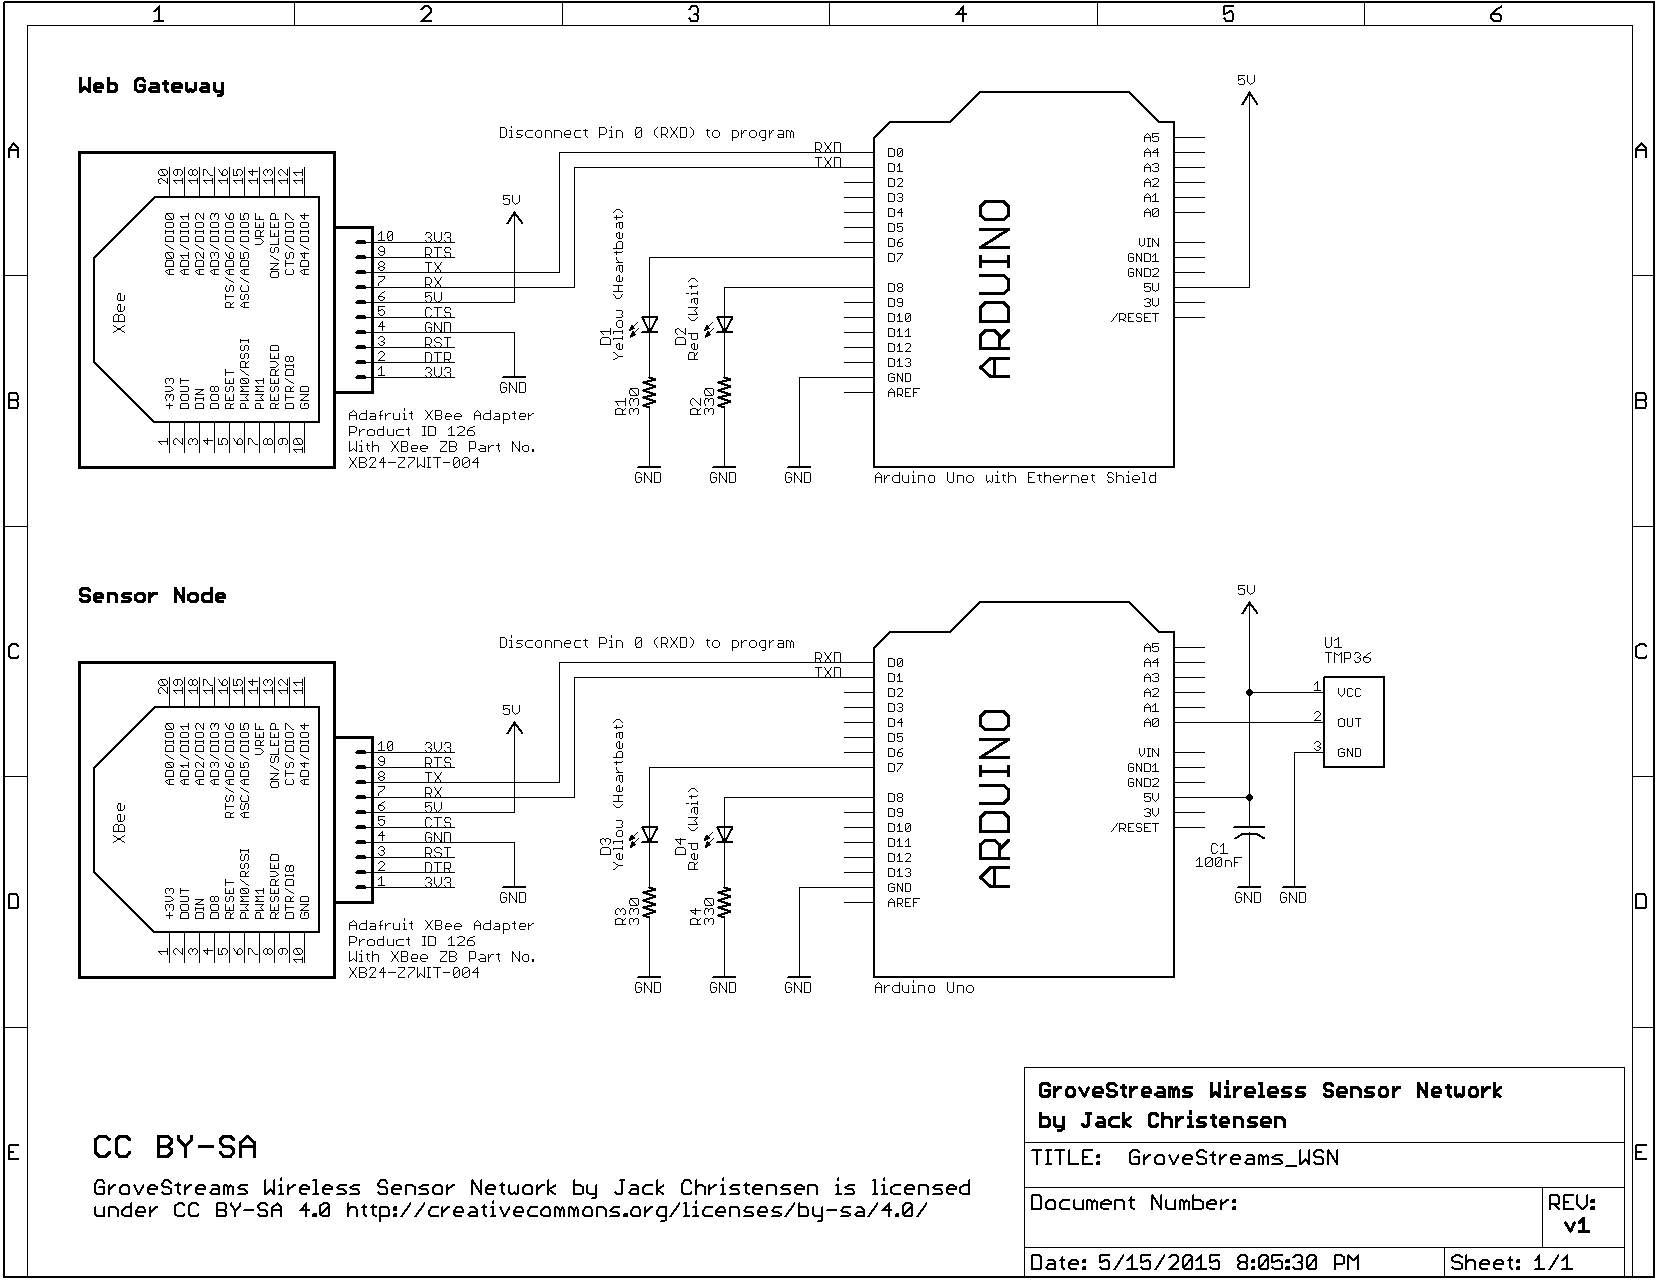 1 2 3 4 5 6
Web Gateway
5V
Disconnect Pin 0 (RXD) to program
RXD
TXD
A
A
20 19 18 17 16 15 14 13 12 11
AD0/DIO0
AD1/DIO1
AD2/DIO2
AD3/DIO3
RTS/AD6/DIO6
ASC/AD5/DIO5
VREF
ON/SLEEP
CTS/DIO7
AD4/DIO4
XBee
+3V3
DOUT
DIN
DO8
RESET
PWM0/RSSI
PWM1
RESERVED
DTR/DI8
GND
1 2 3 4 5 6 7 8 9 10
10 3V3
9 RTS
8 TX
7 RX
6 5V
5 CTS
4 GND
3 RST
2 DTR
1 3V3
5V
GND
Adafruit XBee Adapter
Product ID 126
With XBee ZB Part No.
XB24-Z7WIT-004
D1
Yellow (Heartbeat)
D2
Red (Wait)
R1
330
R2
330
GND
GND
GND
D0
D1
D2
D3
D4
D5
D6
D7
D8
D9
D10
D11
D12
D13
GND
AREF
ARDUINO
A5
A4
A3
A2
A1
A0
VIN
GND1
GND2
5V
3V
/RESET
Arduino Uno with Ethernet Shield
B
B
Sensor Node
5V
Disconnect Pin 0 (RXD) to program
RXD
TXD
C
C
20 19 18 17 16 15 14 13 12 11
AD0/DIO0
AD1/DIO1
AD2/DIO2
AD3/DIO3
RTS/AD6/DIO6
ASC/AD5/DIO5
VREF
ON/SLEEP
CTS/DIO7
AD4/DIO4
XBee
+3V3
DOUT
DIN
DO8
RESET
PWM0/RSSI
PWM1
RESERVED
DTR/DI8
GND
1 2 3 4 5 6 7 8 9 10
10 3V3
9 RTS
8 TX
7 RX
6 5V
5 CTS
4 GND
3 RST
2 DTR
1 3V3
5V
GND
Adafruit XBee Adapter
Product ID 126
With XBee ZB Part No.
XB24-Z7WIT-004
D3
Yellow (Heartbeat)
D4
Red (Wait)
R3
330
R4
330
GND
GND
GND
D0
D1
D2
D3
D4
D5
D6
D7
D8
D9
D10
D11
D12
D13
GND
AREF
ARDUINO
A5
A4
A3
A2
A1
A0
VIN
GND1
GND2
5V
3V
/RESET
Arduino Uno
U1
TMP36
1 VCC
2 OUT
3 GND
C1
100nF
GND
GND
D
D
GroveStreams Wireless Sensor Network
by Jack Christensen
TITLE: GroveStreams_WSN
Document Number:
REV:
v1
Date: 5/15/2015 8:05:30 PM
Sheet: 1/1
E
E
CC BY-SA
GroveStreams Wireless Sensor Network by Jack Christensen is licensed
under CC BY-SA 4.0 http://creativecommons.org/licenses/by-sa/4.0/